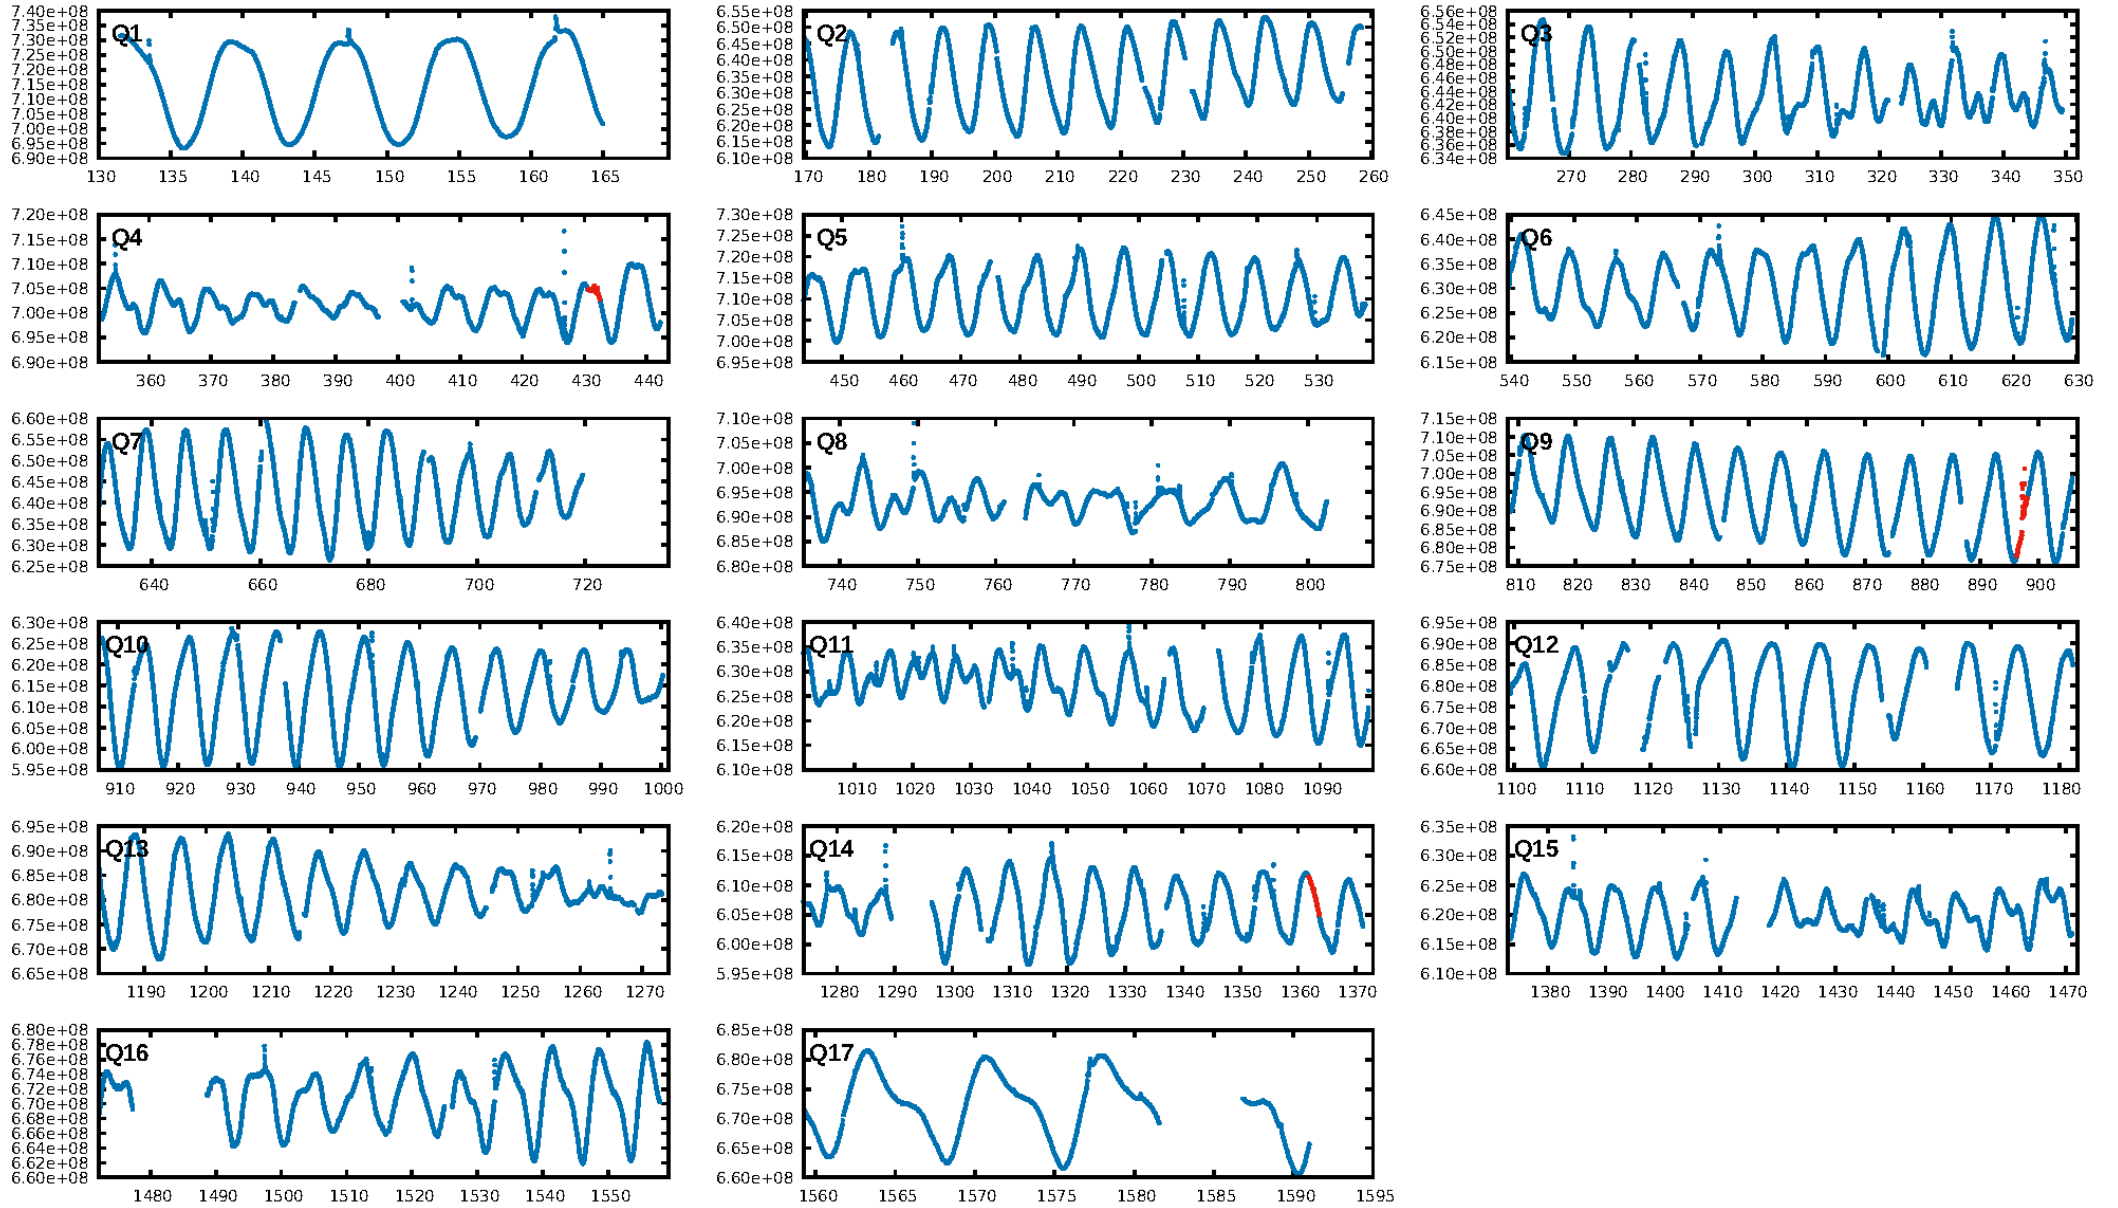 7.40e+08
7.35e+08
7.30e+08
7.25e+08
7.20e+08
7.15e+08
7.10e+08
7.05e+08
7.00e+08
6.95e+08
6.90e+08
Q1
130 135 140 145 150 155 160 165
6.55e+08
6.50e+08
6.45e+08
6.40e+08
6.35e+08
6.30e+08
6.25e+08
6.20e+08
6.15e+08
6.10e+08
Q2
170 180 190 200 210 220 230 240 250 260
6.56e+08
6.54e+08
6.52e+08
6.50e+08
6.48e+08
6.46e+08
6.44e+08
6.42e+08
6.40e+08
6.38e+08
6.36e+08
6.34e+08
Q3
270 280 290 300 310 320 330 340 350
7.20e+08
7.15e+08
7.10e+08
7.05e+08
7.00e+08
6.95e+08
6.90e+08
Q4
360 370 380 390 400 410 420 430 440
7.30e+08
7.25e+08
7.20e+08
7.15e+08
7.10e+08
7.05e+08
7.00e+08
6.95e+08
Q5
450 460 470 480 490 500 510 520 530
6.45e+08
6.40e+08
6.35e+08
6.30e+08
6.25e+08
6.20e+08
6.15e+08
Q6
540 550 560 570 580 590 600 610 620 630
6.60e+08
6.55e+08
6.50e+08
6.45e+08
6.40e+08
6.35e+08
6.30e+08
6.25e+08
Q7
640 660 680 700 720
7.10e+08
7.05e+08
7.00e+08
6.95e+08
6.90e+08
6.85e+08
6.80e+08
Q8
740 750 760 770 780 790 800
7.15e+08
7.10e+08
7.05e+08
7.00e+08
6.95e+08
6.90e+08
6.85e+08
6.80e+08
6.75e+08
Q9
810 820 830 840 850 860 870 880 890 900
6.30e+08
6.25e+08
6.20e+08
6.15e+08
6.10e+08
6.05e+08
6.00e+08
5.95e+08
Q10
910 920 930 940 950 960 970 980 990 1000
6.40e+08
6.35e+08
6.30e+08
6.25e+08
6.20e+08
6.15e+08
6.10e+08
Q11
1010 1020 1030 1040 1050 1060 1070 1080 1090
6.95e+08
6.90e+08
6.85e+08
6.80e+08
6.75e+08
6.70e+08
6.65e+08
6.60e+08
Q12
1100 1110 1120 1130 1140 1150 1160 1170 1180
6.95e+08
6.90e+08
6.85e+08
6.80e+08
6.75e+08
6.70e+08
6.65e+08
Q13
1190 1200 1210 1220 1230 1240 1250 1260 1270
6.20e+08
6.15e+08
6.10e+08
6.05e+08
6.00e+08
5.95e+08
Q14
1280 1290 1300 1310 1320 1330 1340 1350 1360 1370
6.35e+08
6.30e+08
6.25e+08
6.20e+08
6.15e+08
6.10e+08
Q15
1380 1390 1400 1410 1420 1430 1440 1450 1460 1470
6.80e+08
6.78e+08
6.76e+08
6.74e+08
6.72e+08
6.70e+08
6.68e+08
6.66e+08
6.64e+08
6.62e+08
6.60e+08
Q16
1480 1490 1500 1510 1520 1530 1540 1550
6.85e+08
6.80e+08
6.75e+08
6.70e+08
6.65e+08
6.60e+08
Q17
1560 1565 1570 1575 1580 1585 1590 1595